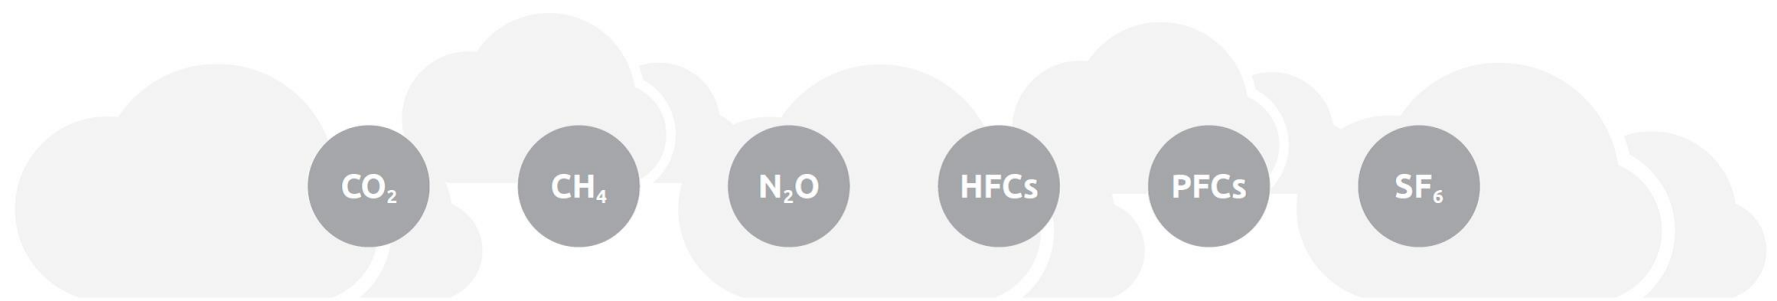 CO₂ CH₄ N₂O HFCs PFCs SF₆